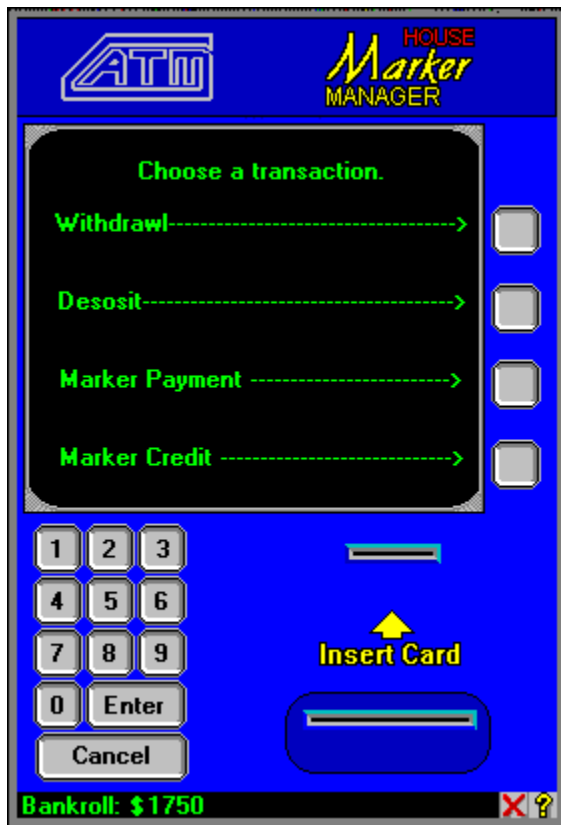 ATM
HOUSE
Marker
MANAGER
Choose a transaction.
Withdrawl----------------------------------->
Desosit-------------------------------------->
Marker Payment ------------------------->
Marker Credit ----------------------------->
1 2 3
4 5 6
7 8 9
0 Enter
Cancel
Insert Card
Bankroll: $1750
?